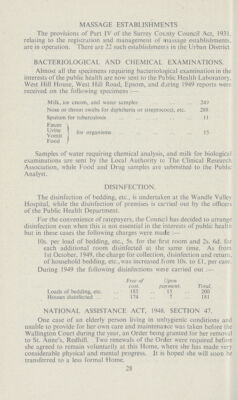 MASSAGE ESTABLISHMENTS
The provisions of Part IV of the Surrey County Council Act, 1931,
relating to the registration and management of massage establishments,
are in operation. There are 22 such establishments in the Urban District.
BACTERIOLOGICAL AND CHEMICAL EXAMINATIONS.
Almost all the specimens requiring bacteriological examination in the
interests of public health are now sent to the Public Health Laboratory,
West Hill House, West Hill Road, Epsom, and during 1949 reports were
received on the following specimens :—
Milk, ice cream, and water samples ... 249
Nose or throat swabs for diphtheria or streptococci, etc. 288
Sputum for tuberculosis ... 11
Faeces
Urine
Vomit } for organisms ... 15
Food
Samples of water requiring chemical analysis, and milk for biological
examinations are sent by the Local Authority to The Clinical Research
Association, while Food and Drug samples are submitted to the Public
Analyst.
DISINFECTION.
The disinfection of bedding, etc., is undertaken at the Wandle Valley
Hospital, while the disinfection of premises is carried out by the officers
of the Public Health Department.
For the convenience of ratepayers, the Council has decided to arrange
disinfection even when this is not essential in the interests of public health
but in these cases the following charges were made :—
10s. per load of bedding, etc., 5s. for the first room and 2s. 6d. for
each additional room disinfected at the same time. As from
1st October, 1949, the charge for collection, disinfection and return,
of household bedding, etc., was increased from 10s. to £1. per case.
During 1949 the following disinfections were carried out :—
Free of cost. Upon payment. Total.
Loads of bedding, etc. ... 185 ... 15 ... 200
Houses disinfected ... 174 ... 7 ... 181
NATIONAL ASSISTANCE ACT, 1948. SECTION 47.
One case of an elderly person living in unhygienic conditions and
unable to provide for her own care and maintenance was taken before the
Wallington Court during the year, an Order being granted for her removal
to St. Anne's, Redhill. Two renewals of the Order were required before
she agreed to remain voluntarily at this Home, where she has made very
considerable physical and mental progress. It is hoped she will soon be
transferred to a less formal Home.
28